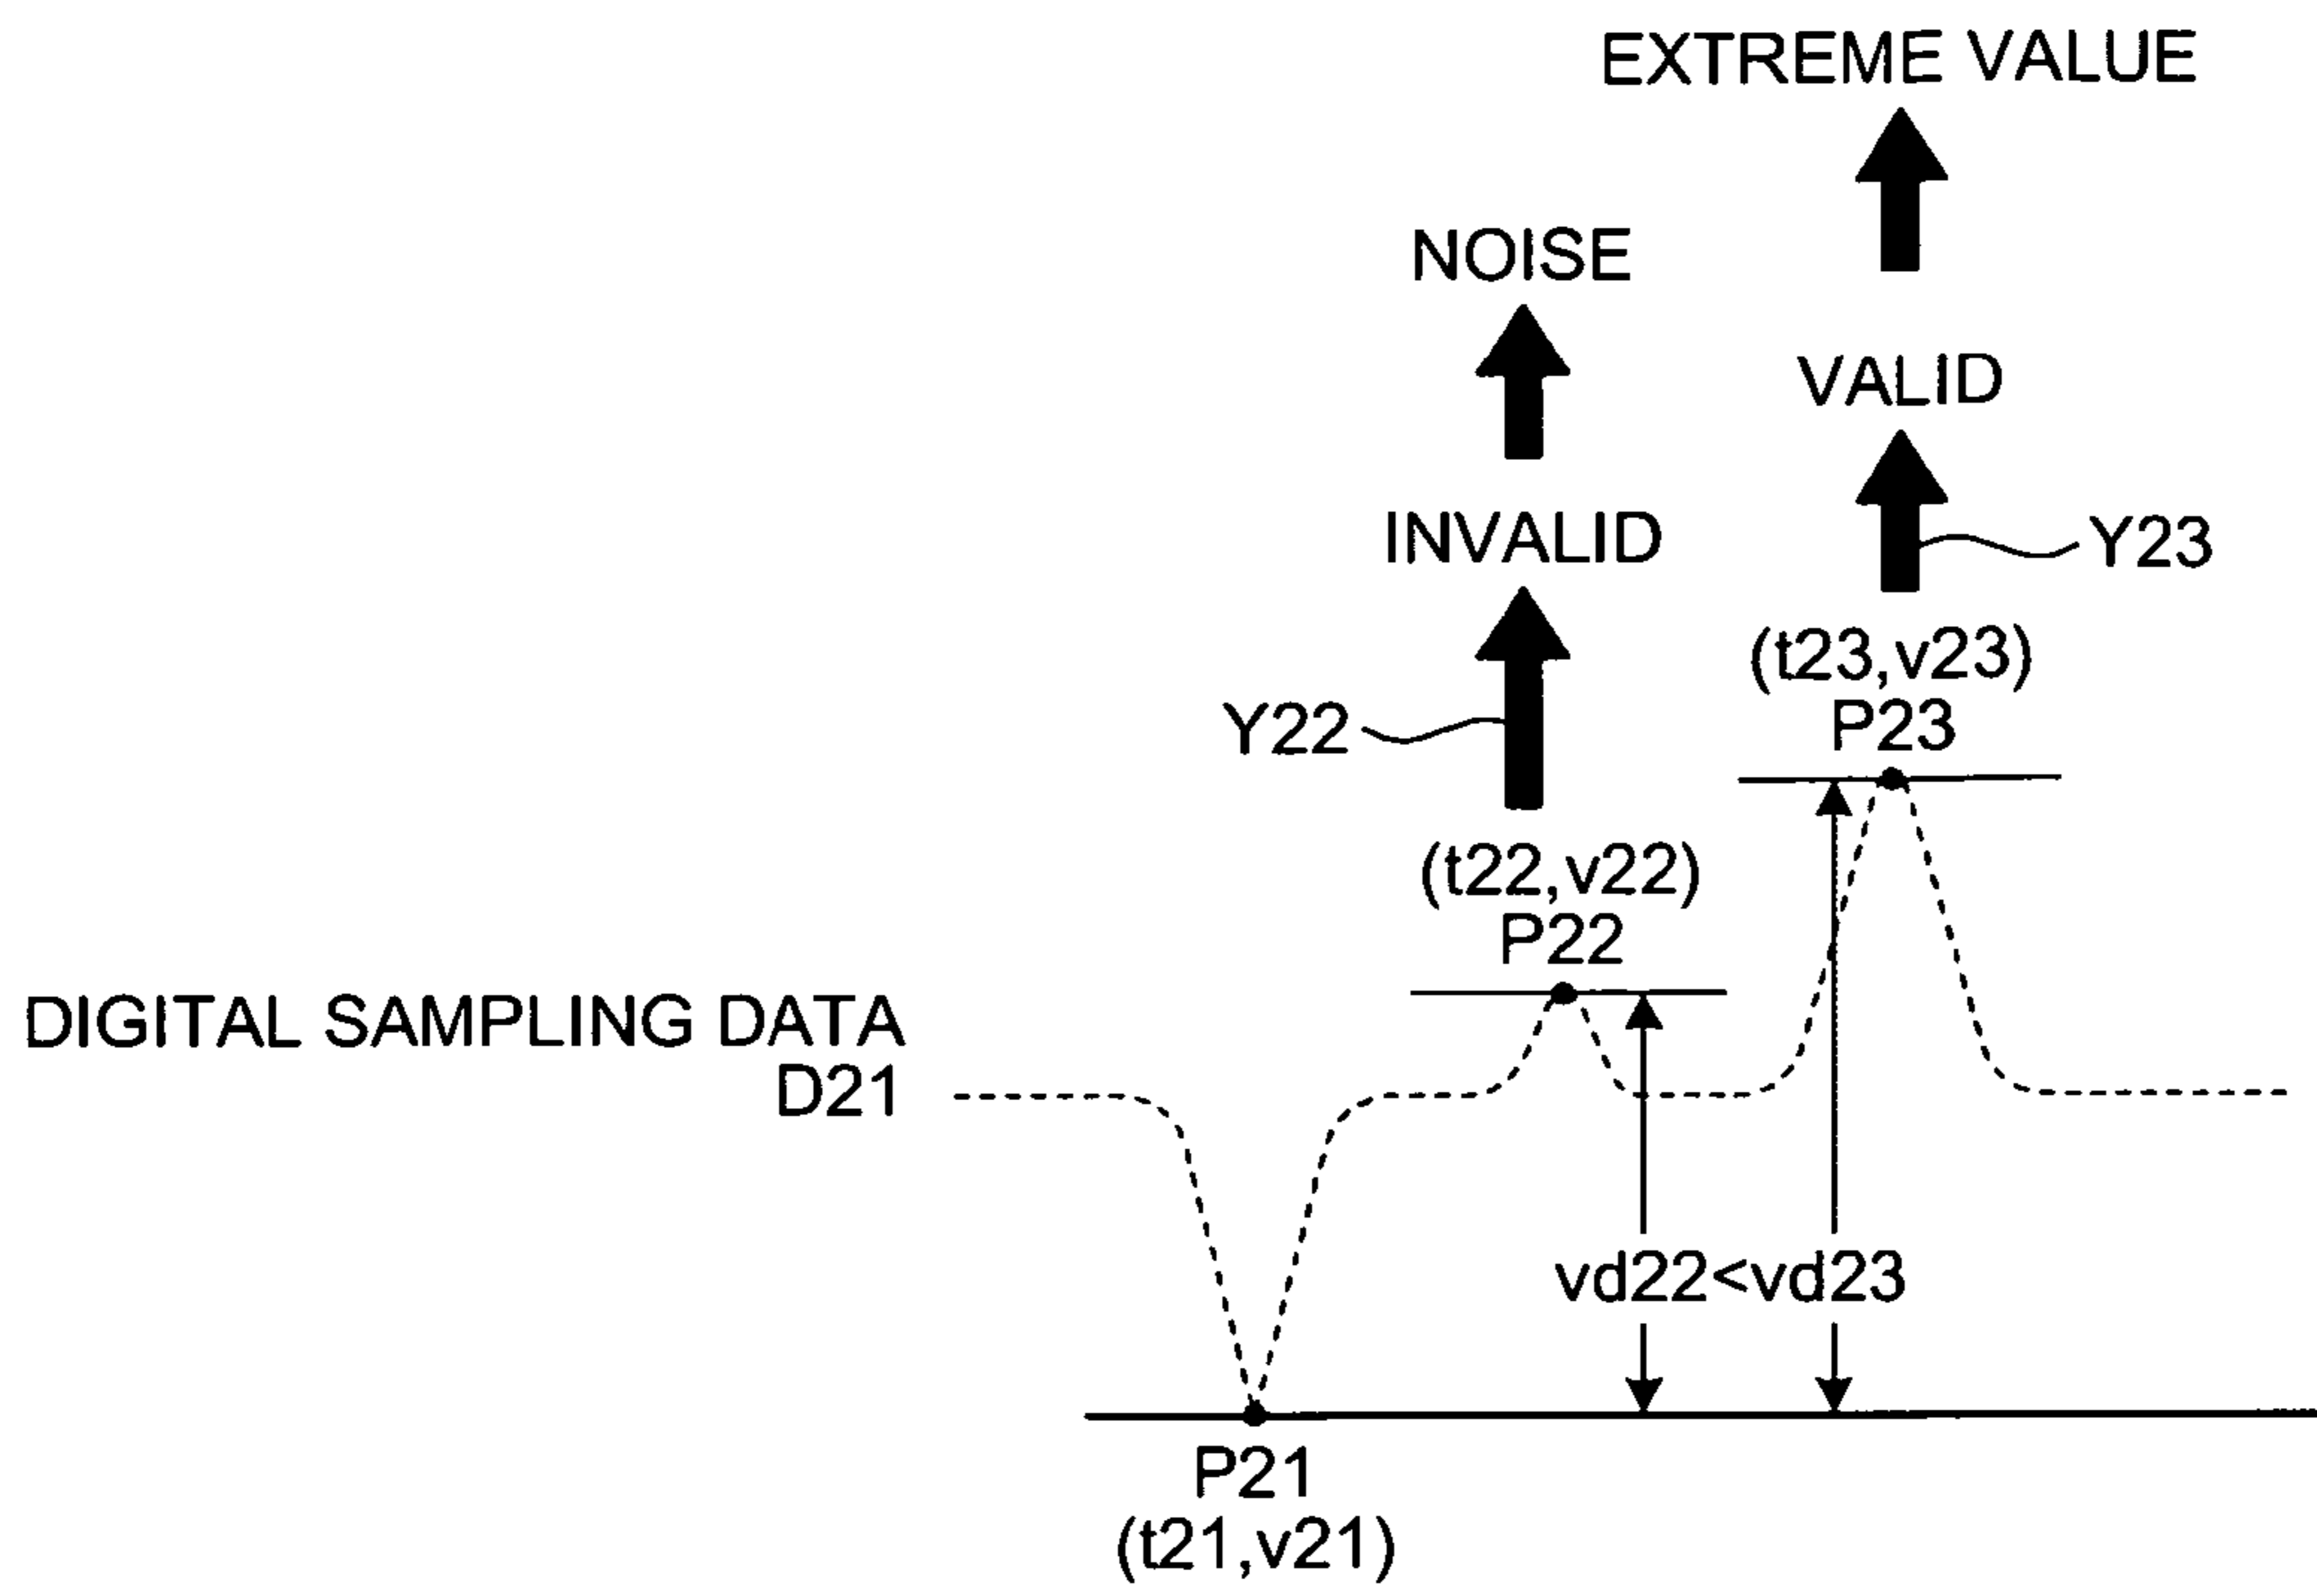 EXTREME VALUE
NOISE
VALID
INVALID
Y23
(t23,v23)
P23
Y22
(t22,v22)
P22
DIGITAL SAMPLING DATA
D21
vd22<vd23
P21
(t21,v21)